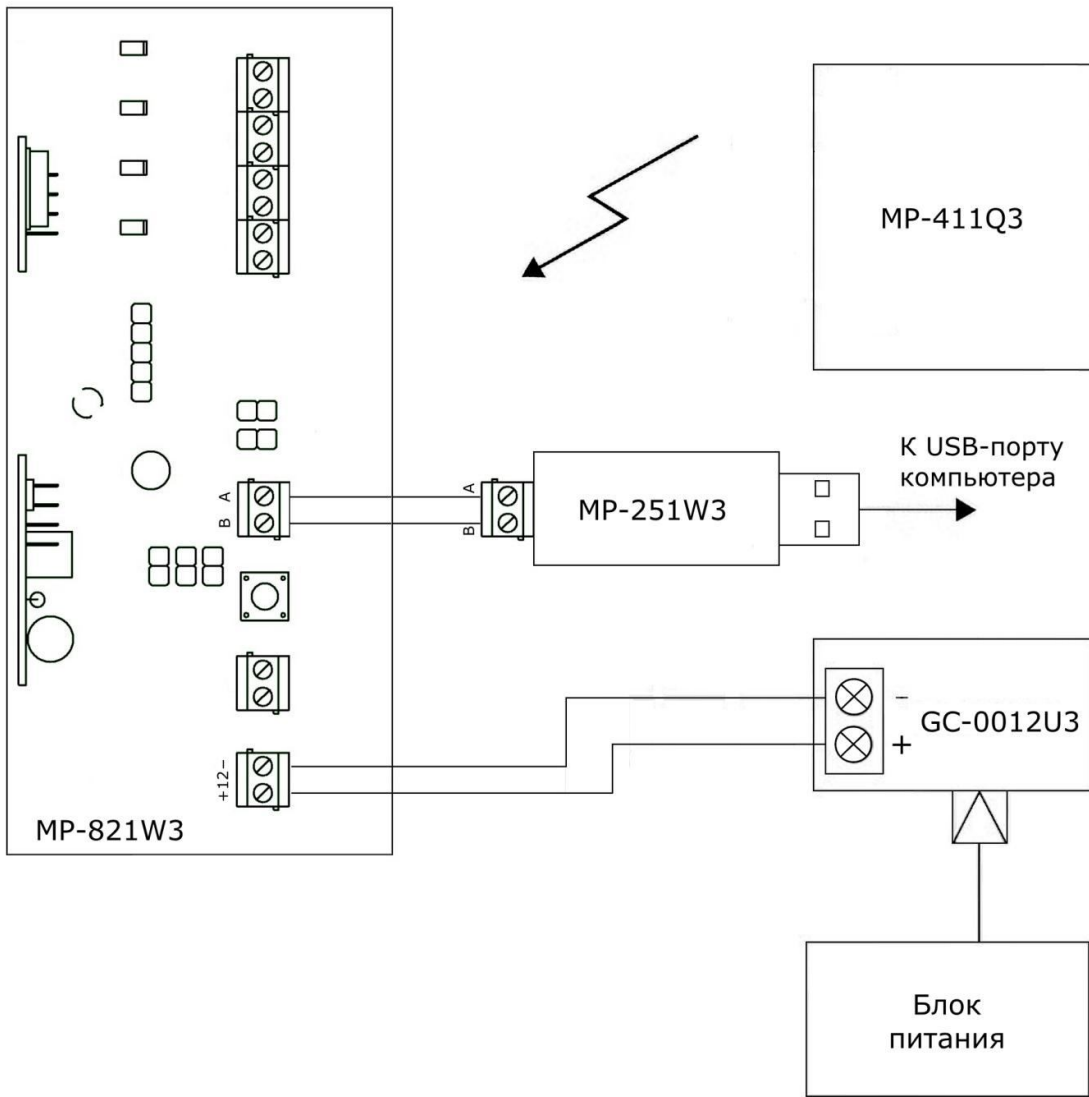 MP-411Q3
К USB-порту
компьютера
A
B
A
B
MP-251W3
–
+
GC-0012U3
+12–
MP-821W3
Блок
питания